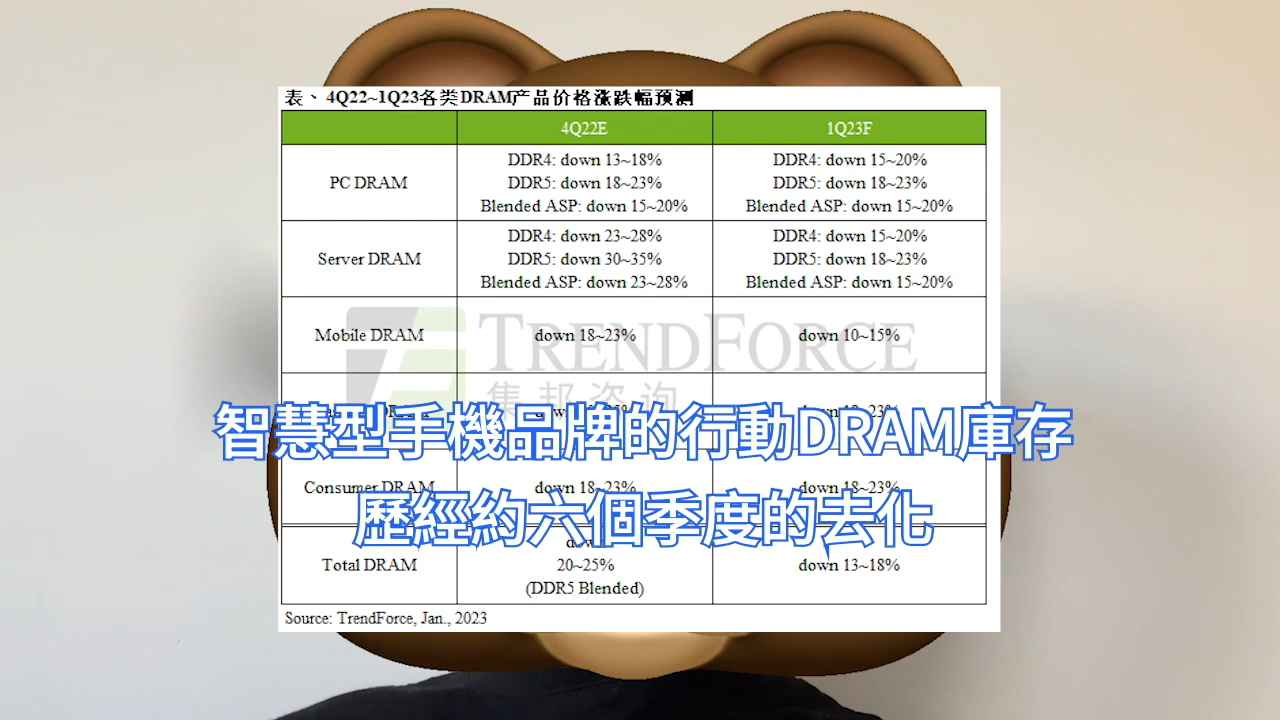 表、4Q22~1Q23各类DRAM产品价格涨跌幅预测
4Q22E 1Q23F
PC DRAM
DDR4: down 13~18%
DDR5: down 18~23%
Blended ASP: down 15~20%
DDR4: down 15~20%
DDR5: down 18~23%
Blended ASP: down 15~20%
Server DRAM
DDR4: down 23~28%
DDR5: down 30~35%
Blended ASP: down 23~28%
DDR4: down 15~20%
DDR5: down 18~23%
Blended ASP: down 15~20%
Mobile DRAM
down 18~23%
down 10~15%
TRENDFORCE
集邦咨询
智慧型手機品牌的行動DRAM庫存
Consumer DRAM
down 18~23%
down 18~23%
歷經約六個季度的去化
Total DRAM
down
20~25%
(DDR5 Blended)
down 13~18%
Source: TrendForce, Jan., 2023